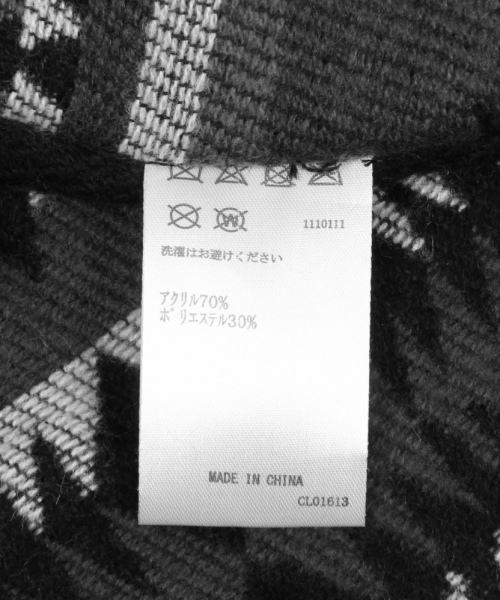 1110111
洗濯はお避けください
アクリル70%
ポリエステル30%
MADE IN CHINA
CL01613